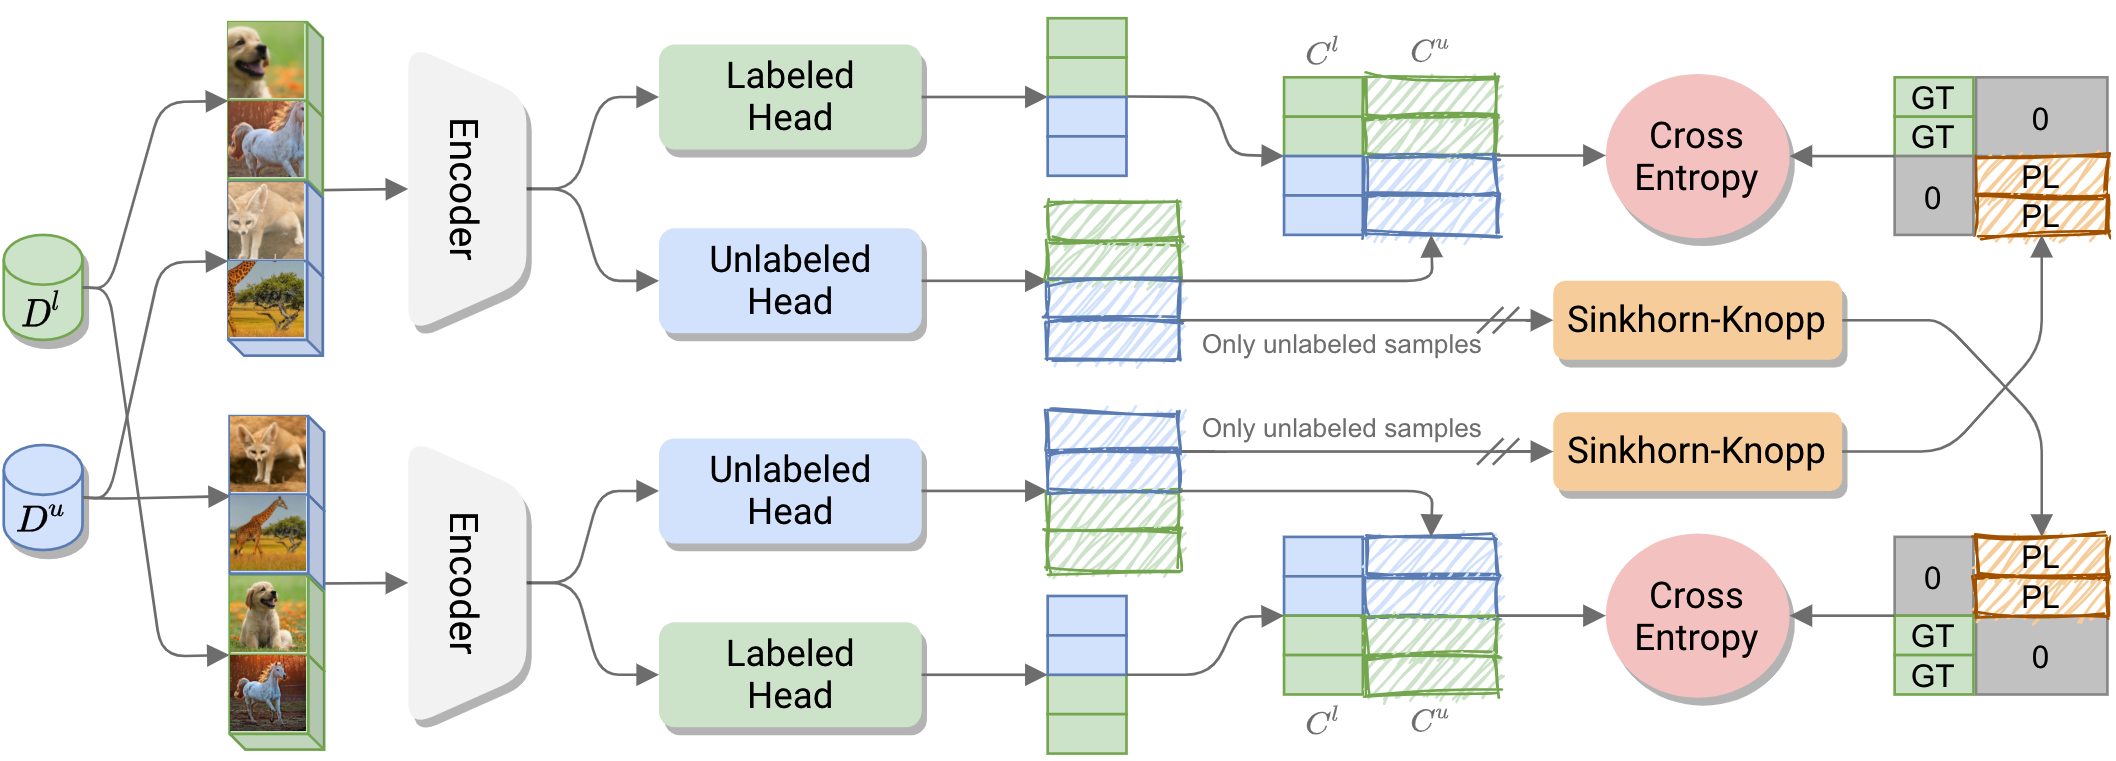 D^l
D^u
Encoder
Labeled
Head
Unlabeled
Head
C^l
C^u
Cross
Entropy
GT
GT
0
0
PL
PL
Only unlabeled samples
Sinkhorn-Knopp
Encoder
Unlabeled
Head
Labeled
Head
Only unlabeled samples
Sinkhorn-Knopp
Cross
Entropy
0
PL
PL
GT
GT
0
C^l
C^u